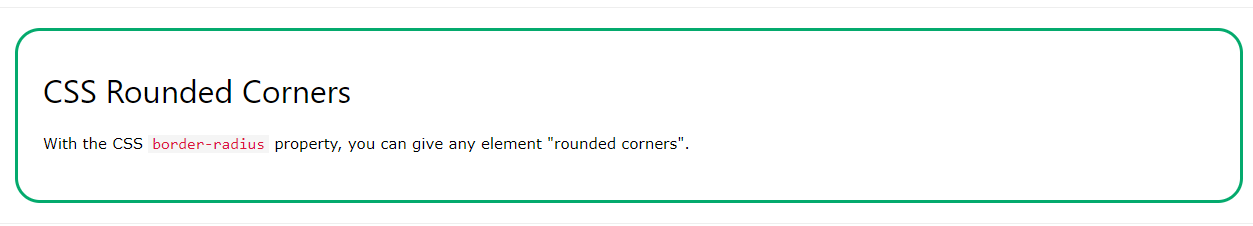 CSS Rounded Corners
With the CSS border-radius property, you can give any element "rounded corners".